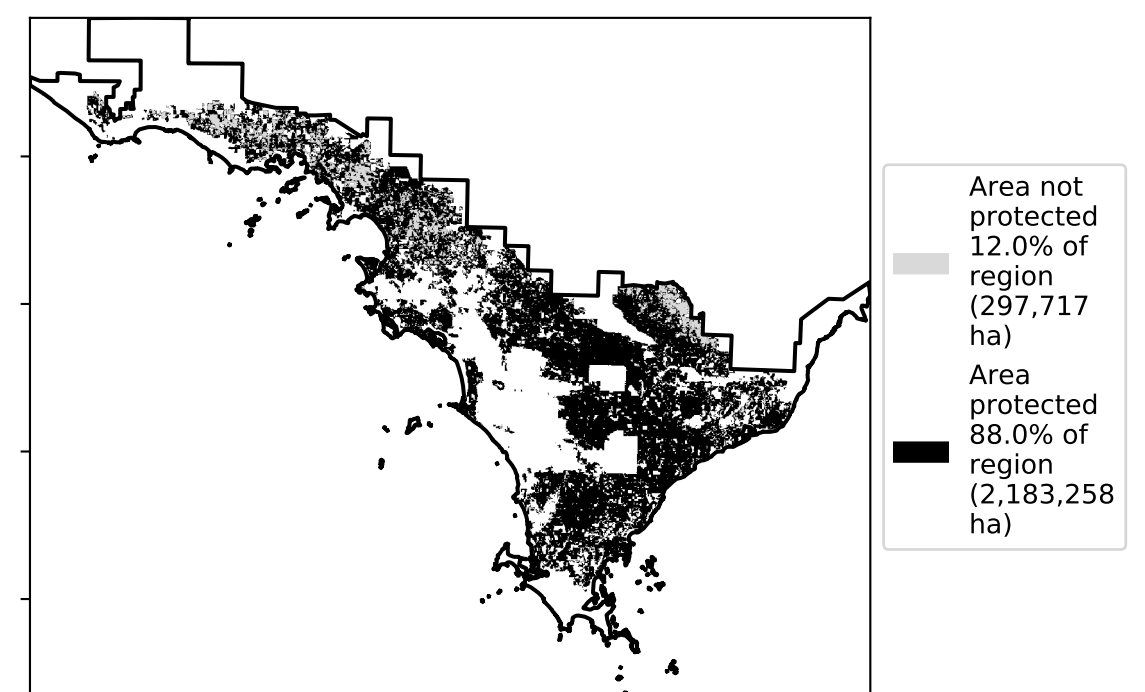 Area not
protected
12.0% of
region
(297,717
ha)
Area
protected
88.0% of
region
(2,183,258
ha)